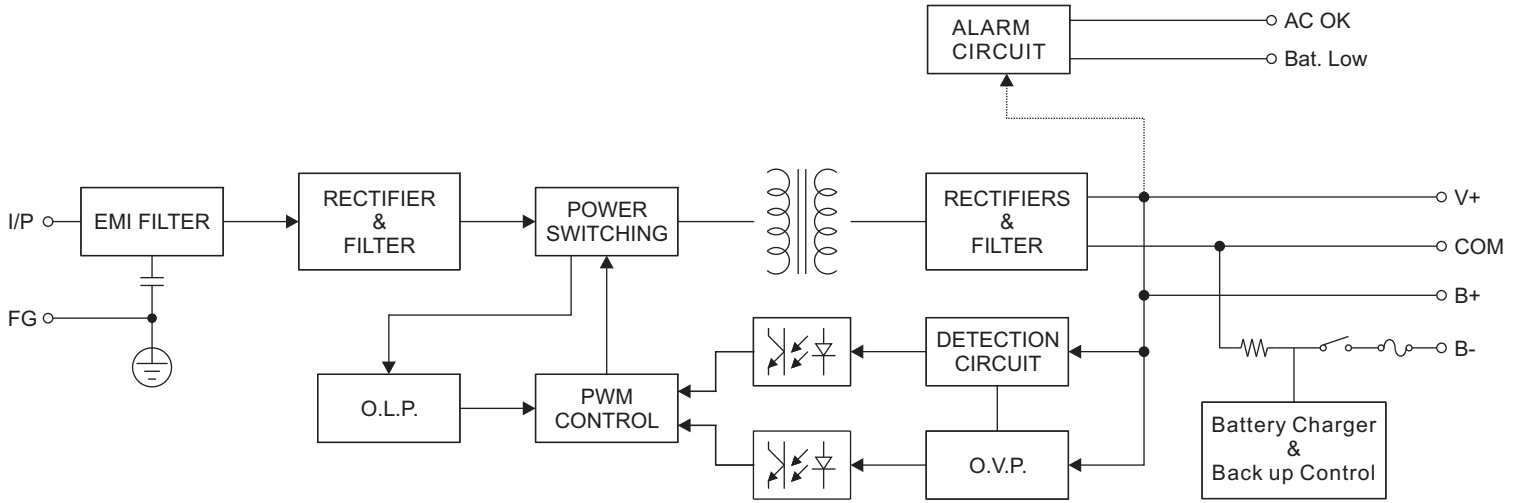 ALARM
CIRCUIT
AC OK
Bat. Low
I/P
EMI FILTER
RECTIFIER
&
FILTER
POWER
SWITCHING
RECTIFIERS
&
FILTER
V+
COM
B+
B-
FG
O.L.P.
PWM
CONTROL
DETECTION
CIRCUIT
O.V.P.
Battery Charger
&
Back up Control